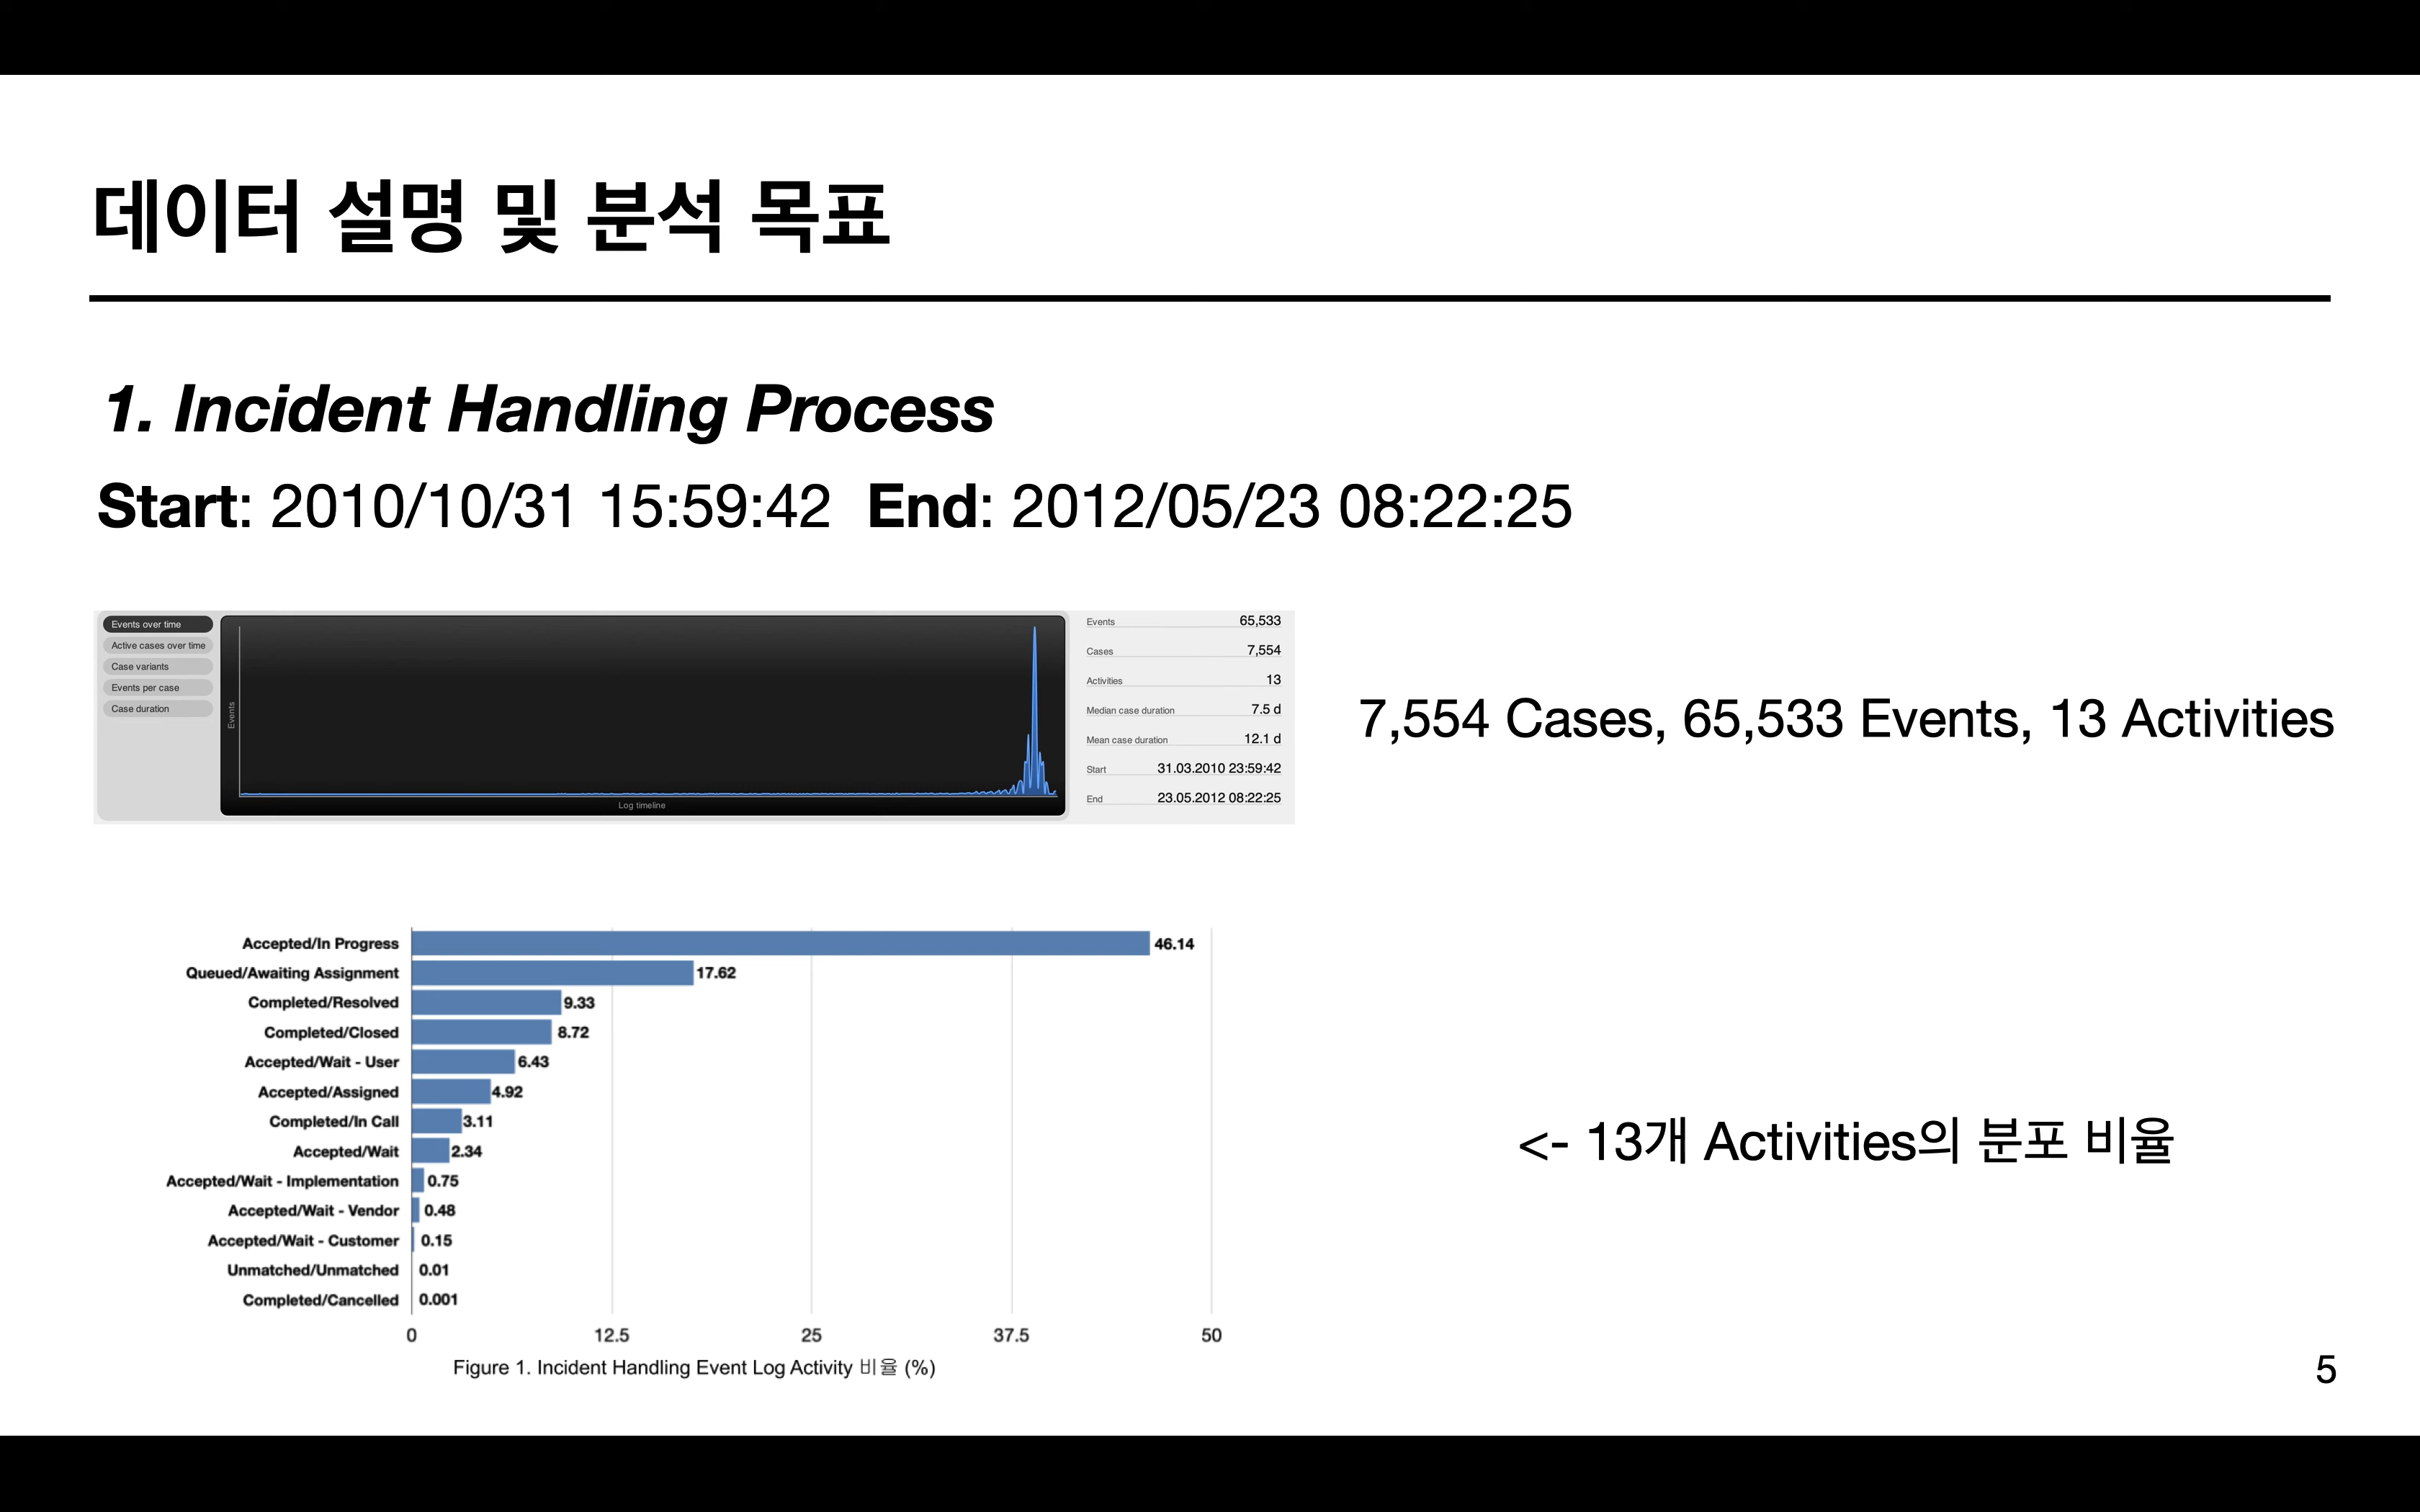 데이터 설명 및 분석 목표
1. Incident Handling Process
Start: 2010/10/31 15:59:42 End: 2012/05/23 08:22:25
Events over time
Active cases over time
Case variants
Events per case
Case duration
Events
Log timeline
Events 65,533
Cases 7,554
Activities 13
Median case duration 7.5 d
Mean case duration 12.1 d
Start 31.03.2010 23:59:42
End 23.05.2012 08:22:25
7,554 Cases, 65,533 Events, 13 Activities
Accepted/In Progress 46.14
Queued/Awaiting Assignment 17.62
Completed/Resolved 9.33
Completed/Closed 8.72
Accepted/Wait - User 6.43
Accepted/Assigned 4.92
Completed/In Call 3.11
Accepted/Wait 2.34
Accepted/Wait - Implementation 0.75
Accepted/Wait - Vendor 0.48
Accepted/Wait - Customer 0.15
Unmatched/Unmatched 0.01
Completed/Cancelled 0.001
0 12.5 25 37.5 50
Figure 1. Incident Handling Event Log Activity 비율 (%)
<- 13개 Activities의 분포 비율
5